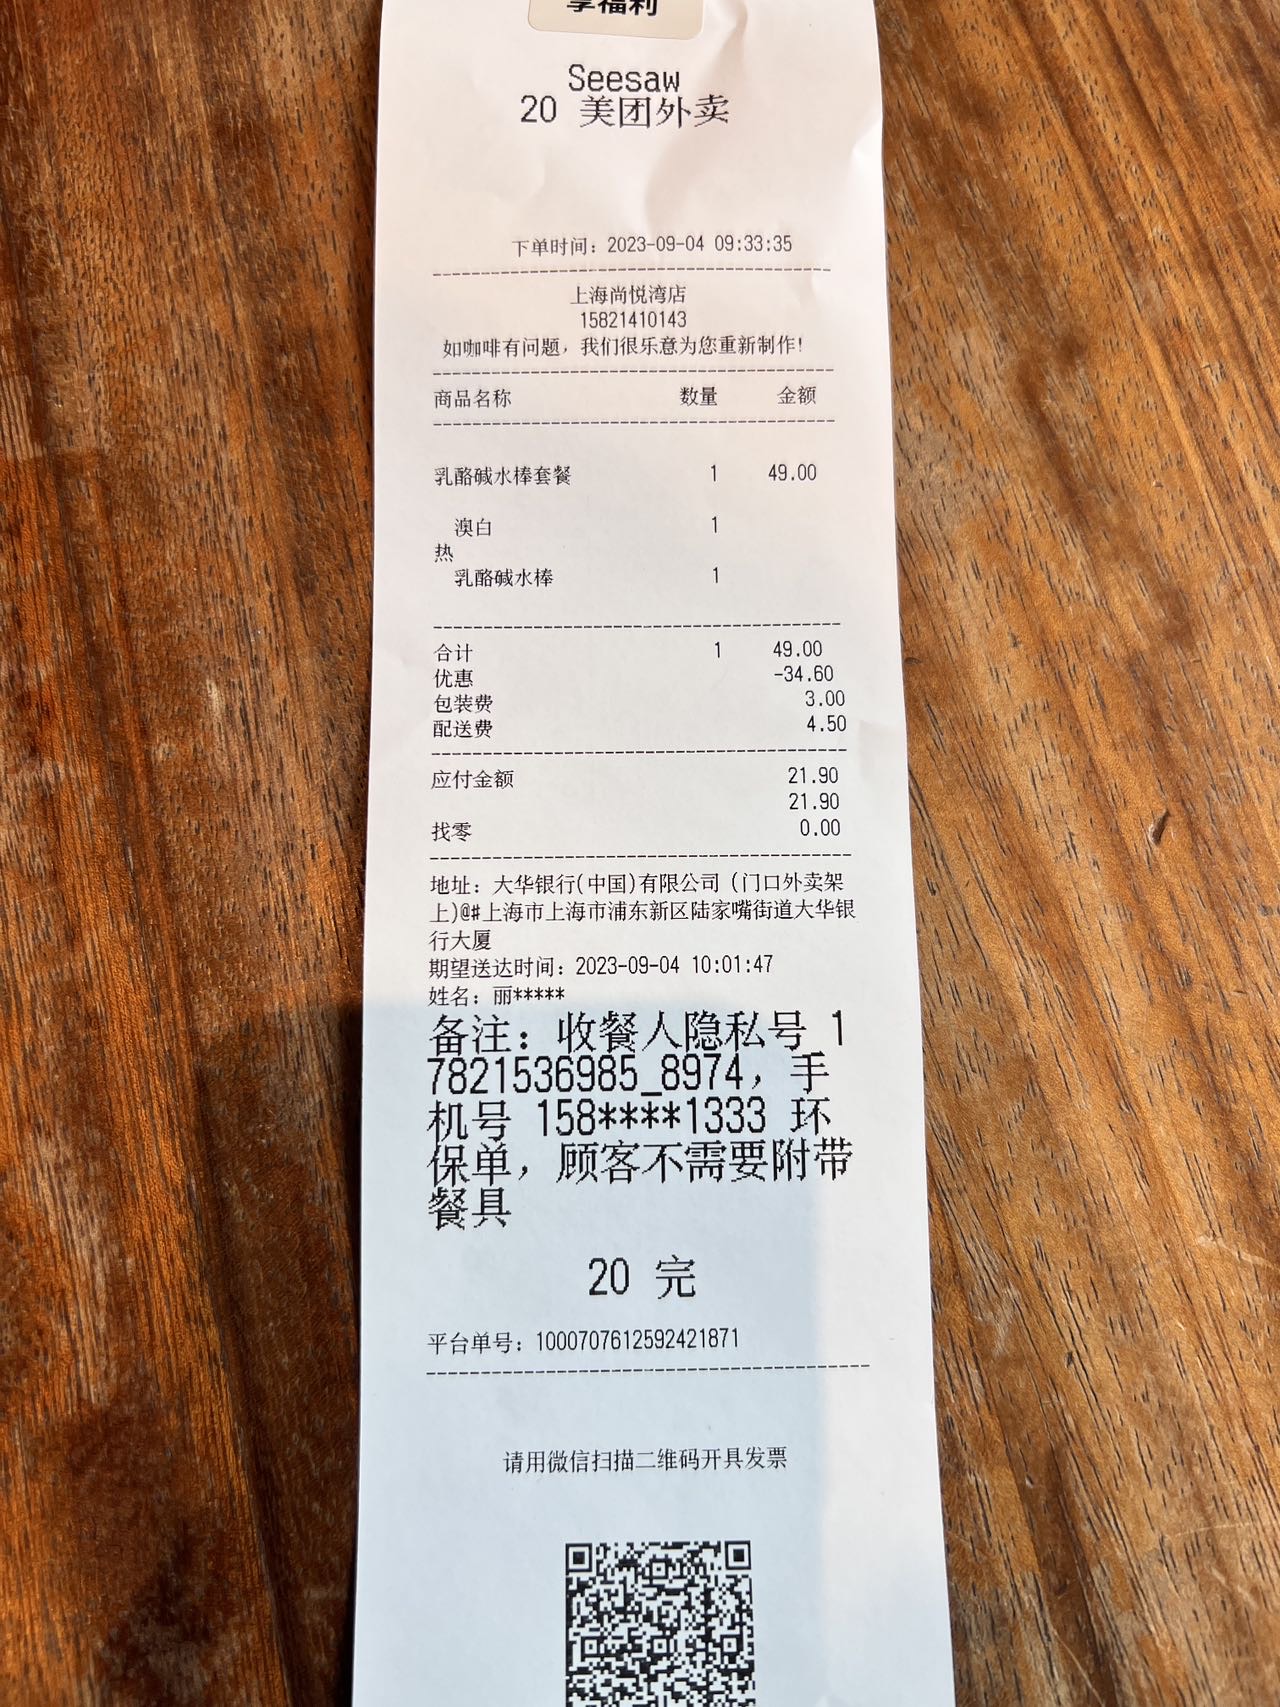 享福利
Seesaw
20 美团外卖
下单时间: 2023-09-04 09:33:35
上海尚悦湾店
15821410143
如咖啡有问题，我们很乐意为您重新制作!
商品名称 数量 金额
乳酪碱水棒套餐 1 49.00
澳白 1
热
乳酪碱水棒 1
合计 1 49.00
优惠 -34.60
包装费 3.00
配送费 4.50
应付金额 21.90
21.90
找零 0.00
地址: 大华银行(中国)有限公司 (门口外卖架
上)@#上海市上海市浦东新区陆家嘴街道大华银
行大厦
期望送达时间: 2023-09-04 10:01:47
姓名: 丽*****
备注: 收餐人隐私号 1
7821536985_8974, 手
机号 158****1333 环
保单，顾客不需要附带
餐具
20 完
平台单号: 1000707612592421871
请用微信扫描二维码开具发票